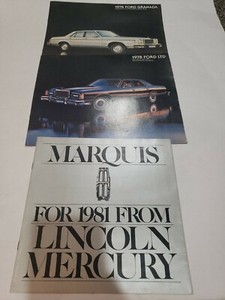 1978 FORD GRANADA
1978 FORD LTD
MARQUIS
FOR 1981 FROM
LINCOLN
MERCURY